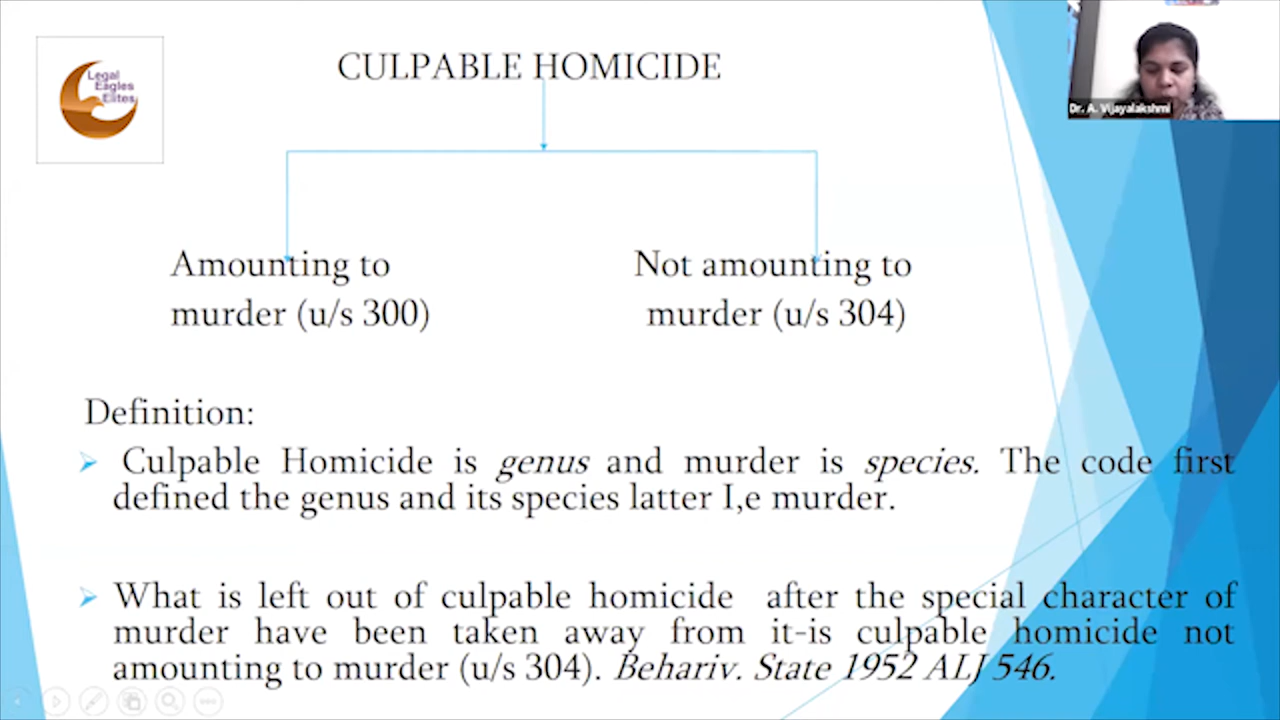 Legal
Eagles
Elites
CULPABLE HOMICIDE
Dr. A. Vijayalakshmi
Amounting to
murder (u/s 300)
Not amounting to
murder (u/s 304)
Definition:
Culpable Homicide is genus and murder is species. The code first
defined the genus and its species latter I,e murder.
What is left out of culpable homicide after the special character of
murder have been taken away from it-is culpable homicide not
amounting to murder (u/s 304). Behariv. State 1952 ALJ 546.